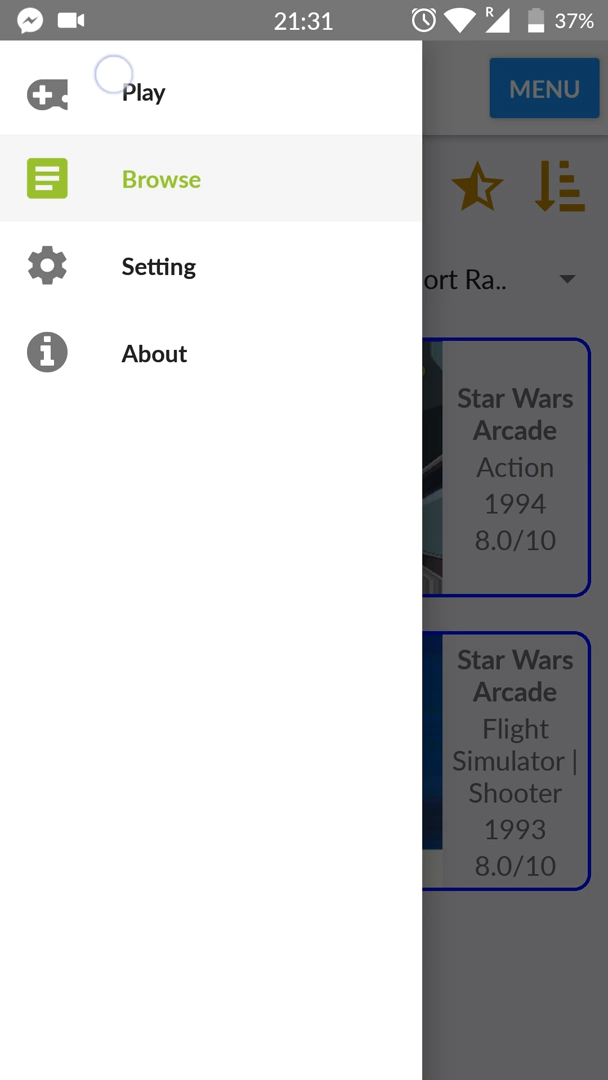 21:31
R
37%
Play
MENU
Browse
Setting
ort Ra..
About
Star Wars
Arcade
Action
1994
8.0/10
Star Wars
Arcade
Flight
Simulator |
Shooter
1993
8.0/10